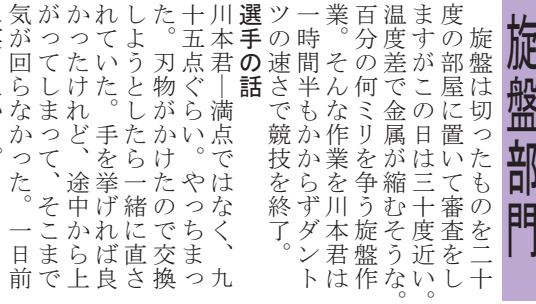 旋盤部門
旋盤は切ったものを二十
度の部屋に置いて審査をし
ますがこの日は三十度近い。
温度差で金属が縮むそうな。
百分の何ミリを争う旋盤作
業。そんな作業を川本君は
一時間半もかからずダント
ツの速さで競技を終了。
選手の話
川本君―満点ではなく、九
十五点ぐらい。やっちまっ
た。刃物がかけたので交換
しようとしたら一緒に直さ
れていた。手を挙げれば良
かったけれど、途中から上
がってしまって、そこまで
気が回らなかった。一日前